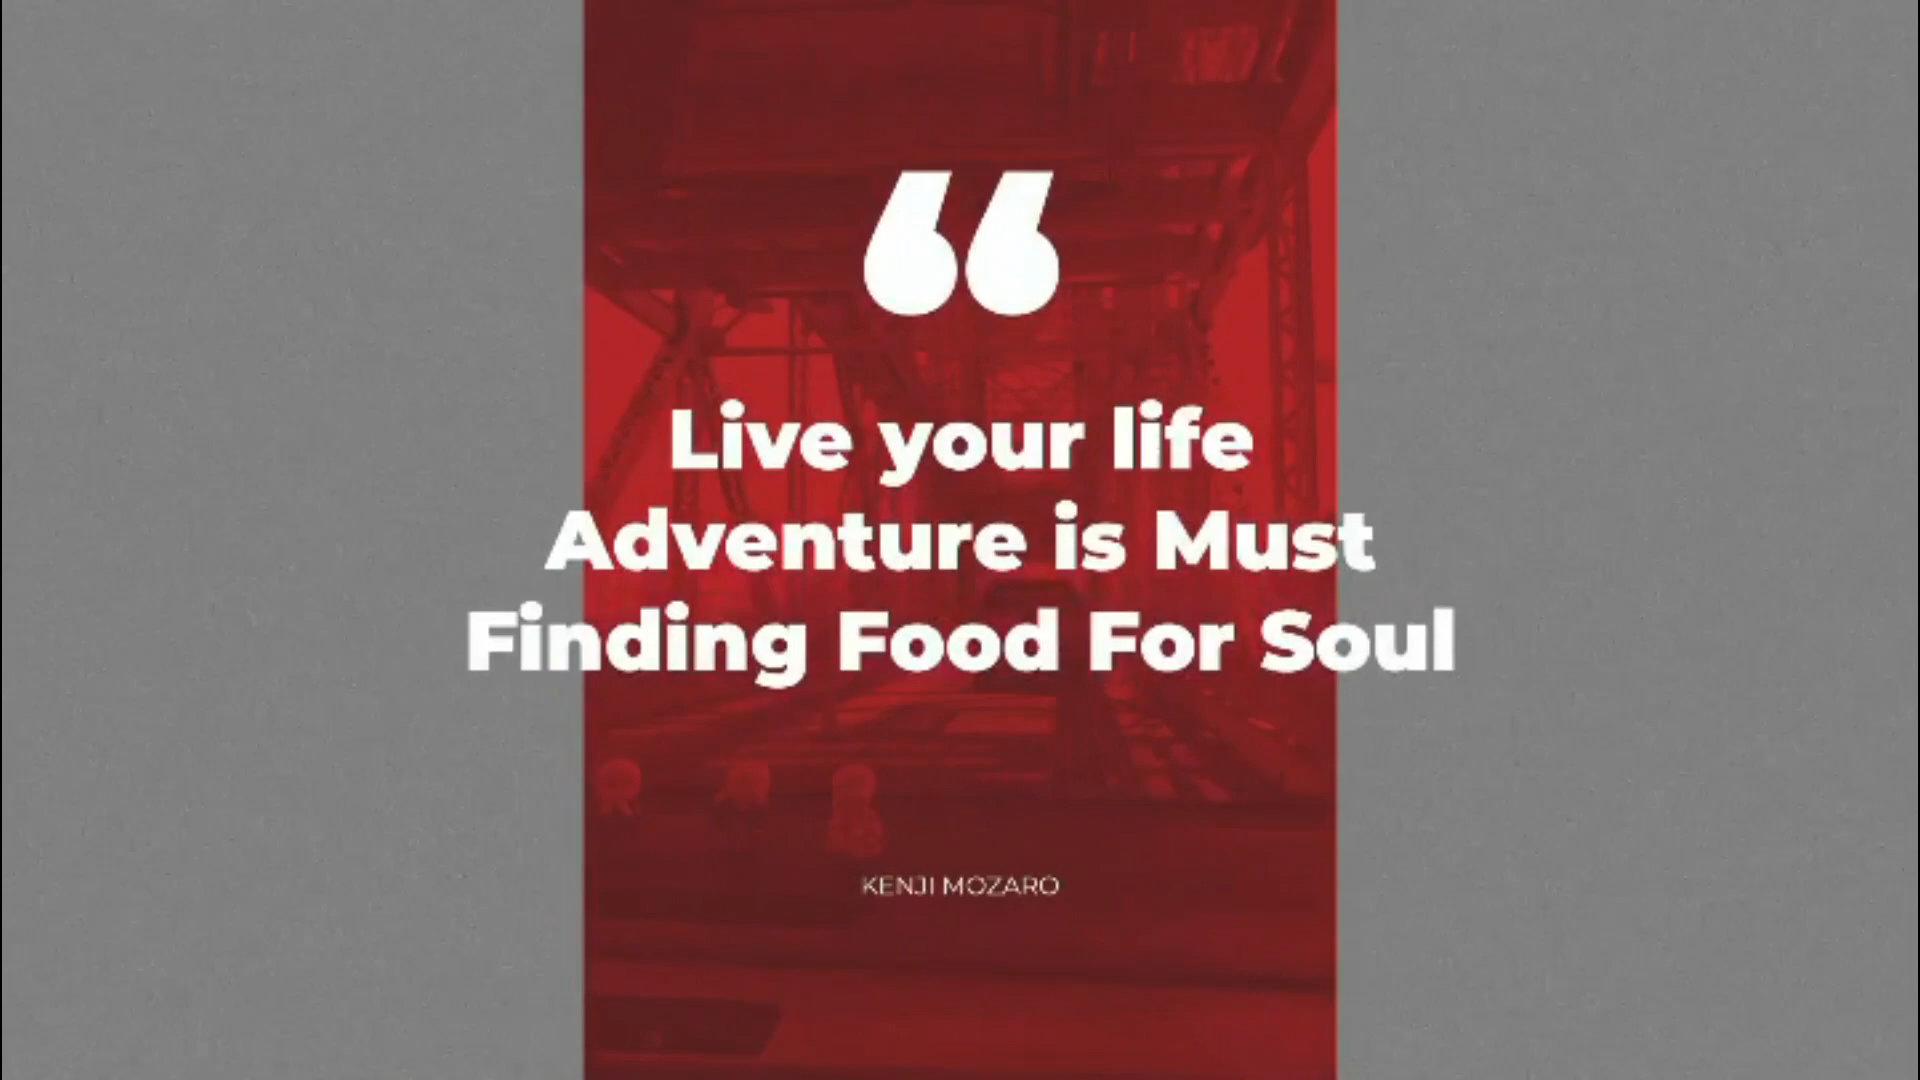 “
Live your life
Adventure is Must
Finding Food For Soul
KENJI MOZARO